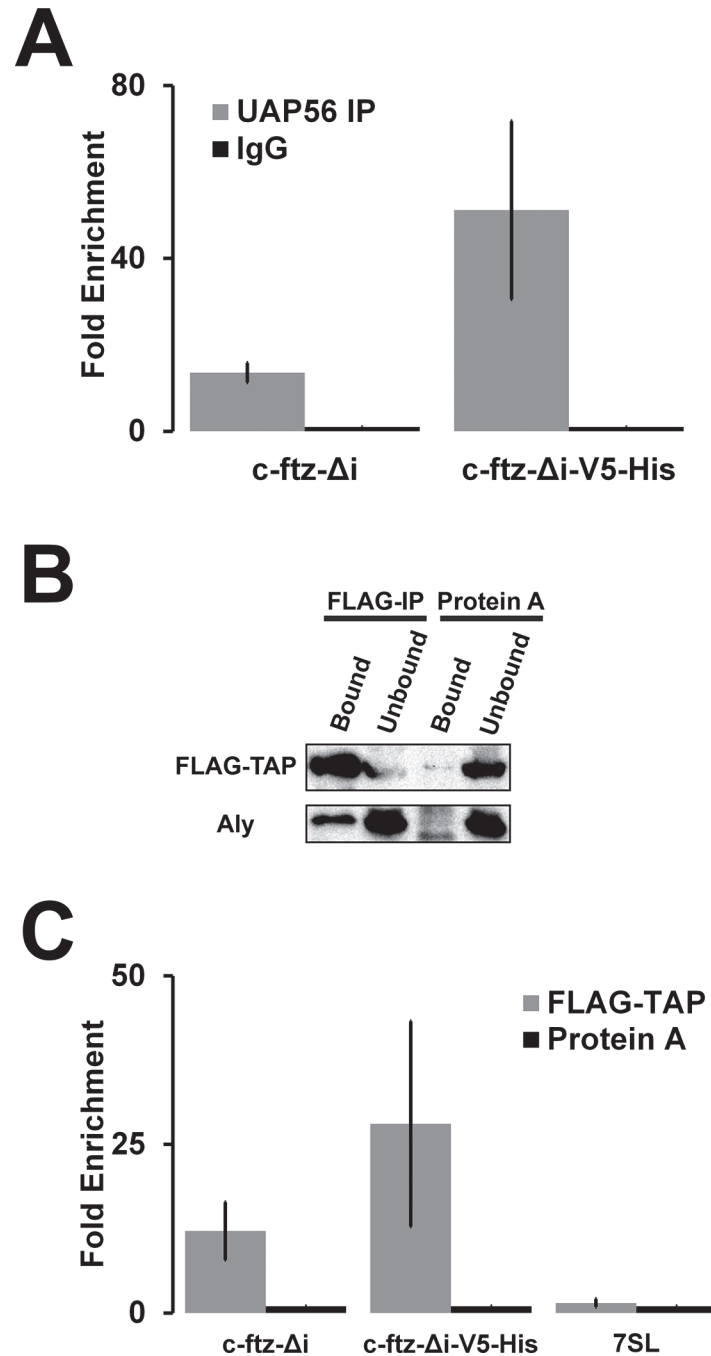 A
80
UAP56 IP
IgG
Fold Enrichment
40
0
c-ftz-Δi
c-ftz-Δi-V5-His
B
FLAG-IP Protein A
Bound Unbound Bound Unbound
FLAG-TAP
Aly
C
50
FLAG-TAP
Protein A
Fold Enrichment
25
0
c-ftz-Δi
c-ftz-Δi-V5-His
7SL